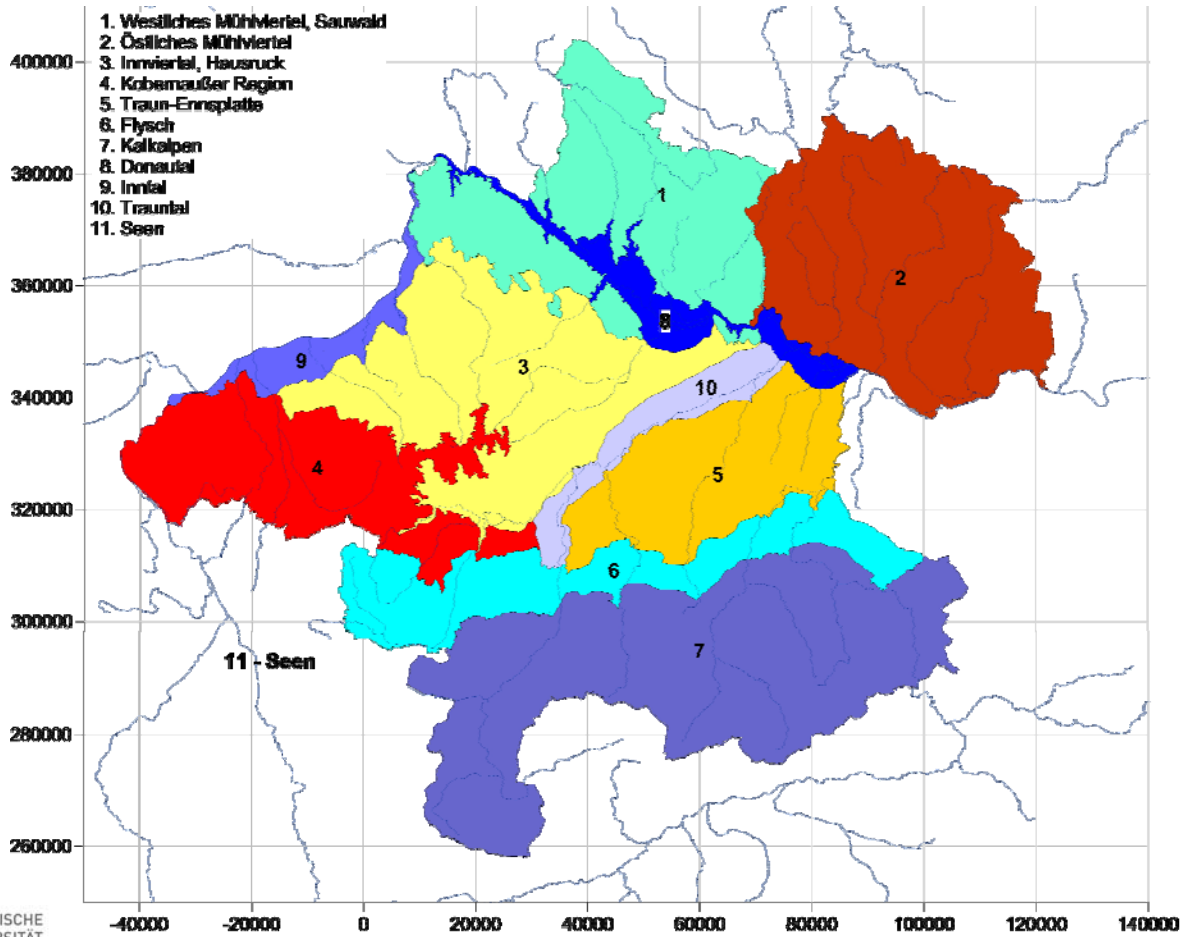 1. Westliches Mühlviertel, Sauwald
2. Östliches Mühlviertel
3. Innviertel, Hausruck
4. Kobernaußer Region
5. Traun-Ennsplatte
6. Flysch
7. Kalkalpen
8. Donautal
9. Inntal
10. Trauntal
11. Seen
400000
380000
360000
340000
320000
300000
280000
260000
1
2
8
9
3
10
4
5
6
7
11 - Seen
-40000 -20000 0 20000 40000 60000 80000 100000 120000 140000
ISCHE